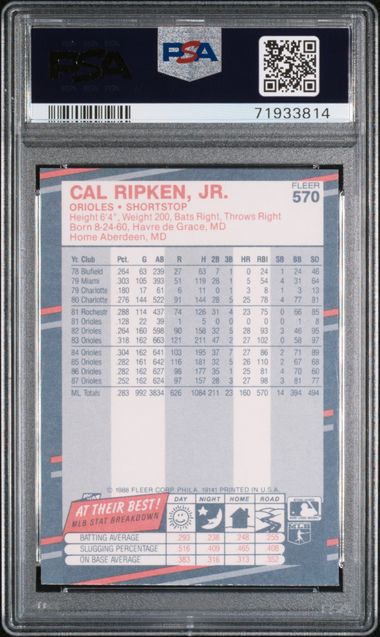 PSA
PSA
71933814
FLEER
570
CAL RIPKEN, JR.
ORIOLES • SHORTSTOP
Height 6'4", Weight 200, Bats Right, Throws Right
Born 8-24-60, Havre de Grace, MD
Home Aberdeen, MD
Yr. Club Pct. G AB R H 2B 3B HR RBI SB BB SO
78 Bluefield .264 63 239 27 63 7 1 0 24 1 24 46
79 Miami .303 105 393 51 119 28 1 5 54 4 31 64
79 Charlotte .180 17 61 6 11 0 1 3 8 1 3 13
80 Charlotte .276 144 522 91 144 28 5 25 78 4 77 81
81 Rochestr .288 114 437 74 126 31 4 23 75 0 66 85
81 Orioles .128 22 39 1 5 0 0 0 0 0 1 8
82 Orioles .264 160 598 90 158 32 5 28 93 3 46 95
83 Orioles .318 162 663 121 211 47 2 27 102 0 58 97
84 Orioles .304 162 641 103 195 37 7 27 86 2 71 89
85 Orioles .282 161 642 116 181 32 5 26 110 2 67 68
86 Orioles .282 162 627 98 177 35 1 25 81 4 70 60
87 Orioles .252 162 624 97 157 28 3 27 98 3 81 77
ML Totals .283 992 3834 626 1084 211 23 160 570 14 394 494
© 1988 FLEER CORP. PHILA. 19141 PRINTED IN U.S.A.
AT THEIR BEST!
MLB STAT BREAKDOWN
DAY NIGHT HOME ROAD
BATTING AVERAGE 293 238 248 255
SLUGGING PERCENTAGE 516 409 465 408
ON BASE AVERAGE 383 316 313 352